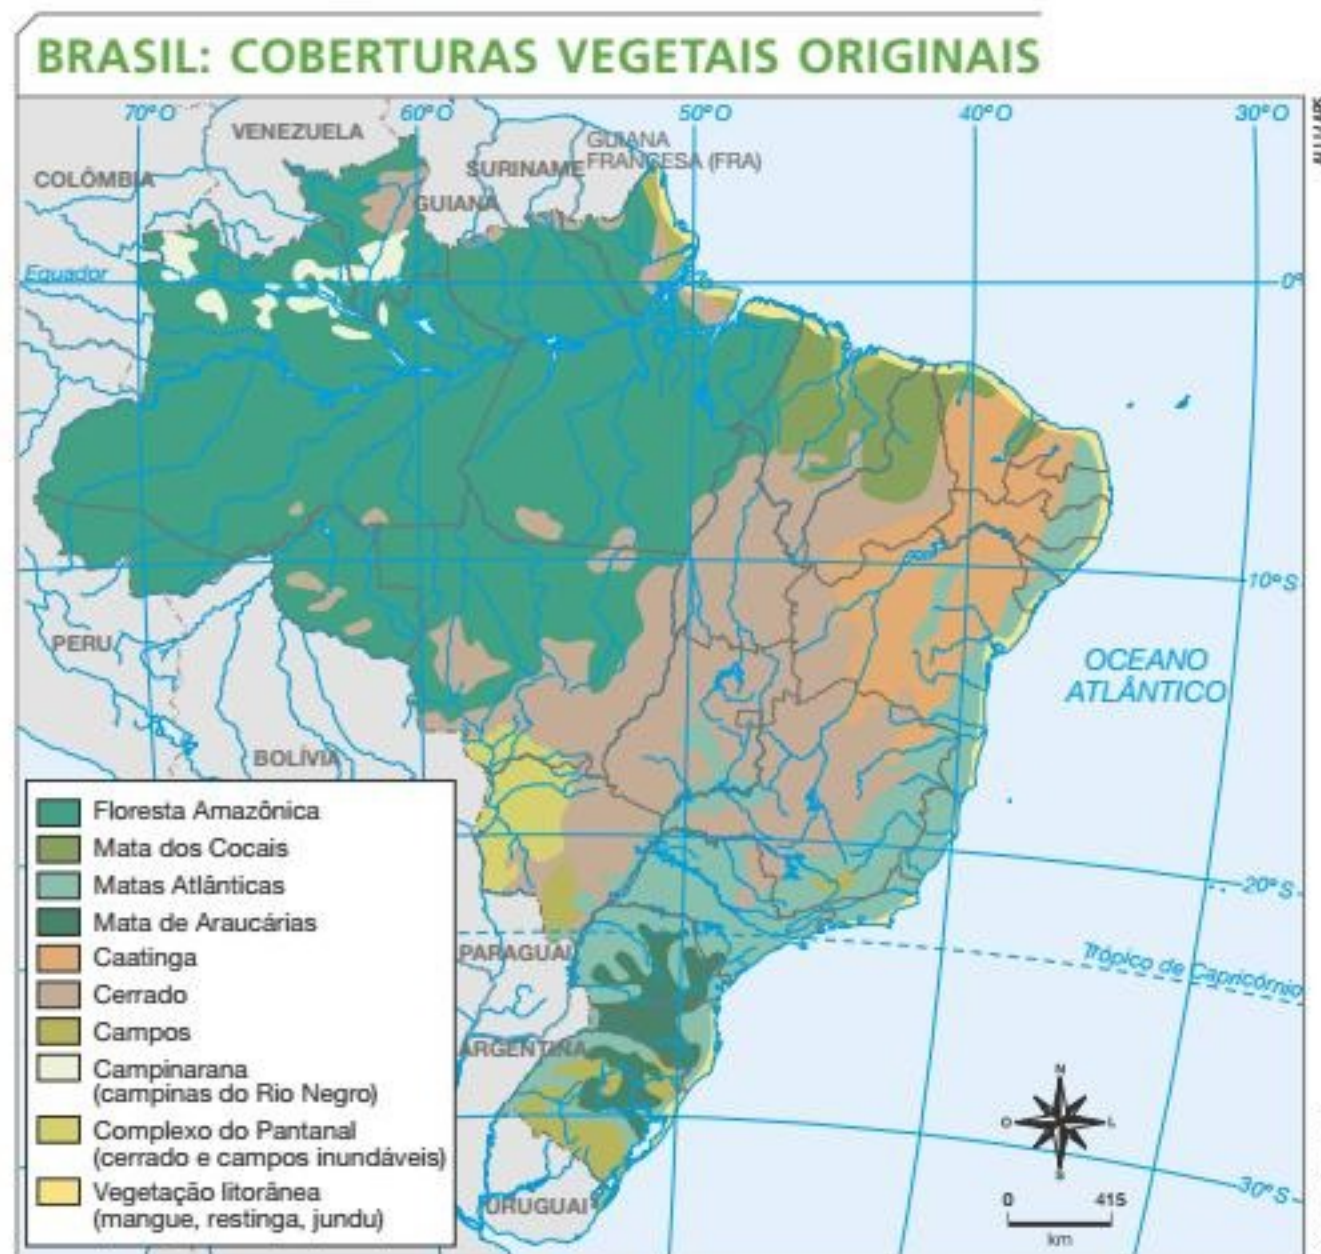 BRASIL: COBERTURAS VEGETAIS ORIGINAIS
70°O
60°O
50°O
40°O
30°O
VENEZUELA
GUIANA
FRANCESA (FRA)
SURINAME
COLÔMBIA
GUIANA
Equador
0°
10°S
PERU
OCEANO
ATLÂNTICO
BOLÍVIA
Floresta Amazônica
Mata dos Cocais
Matas Atlânticas
Mata de Araucárias
Caatinga
Cerrado
Campos
Campinarana
(campinas do Rio Negro)
Complexo do Pantanal
(cerrado e campos inundáveis)
Vegetação litorânea
(mangue, restinga, jundu)
20°S
PARAGUAI
Trópico de Capricórnio
ARGENTINA
N
O
L
S
30°S
URUGUAI
0
415
km